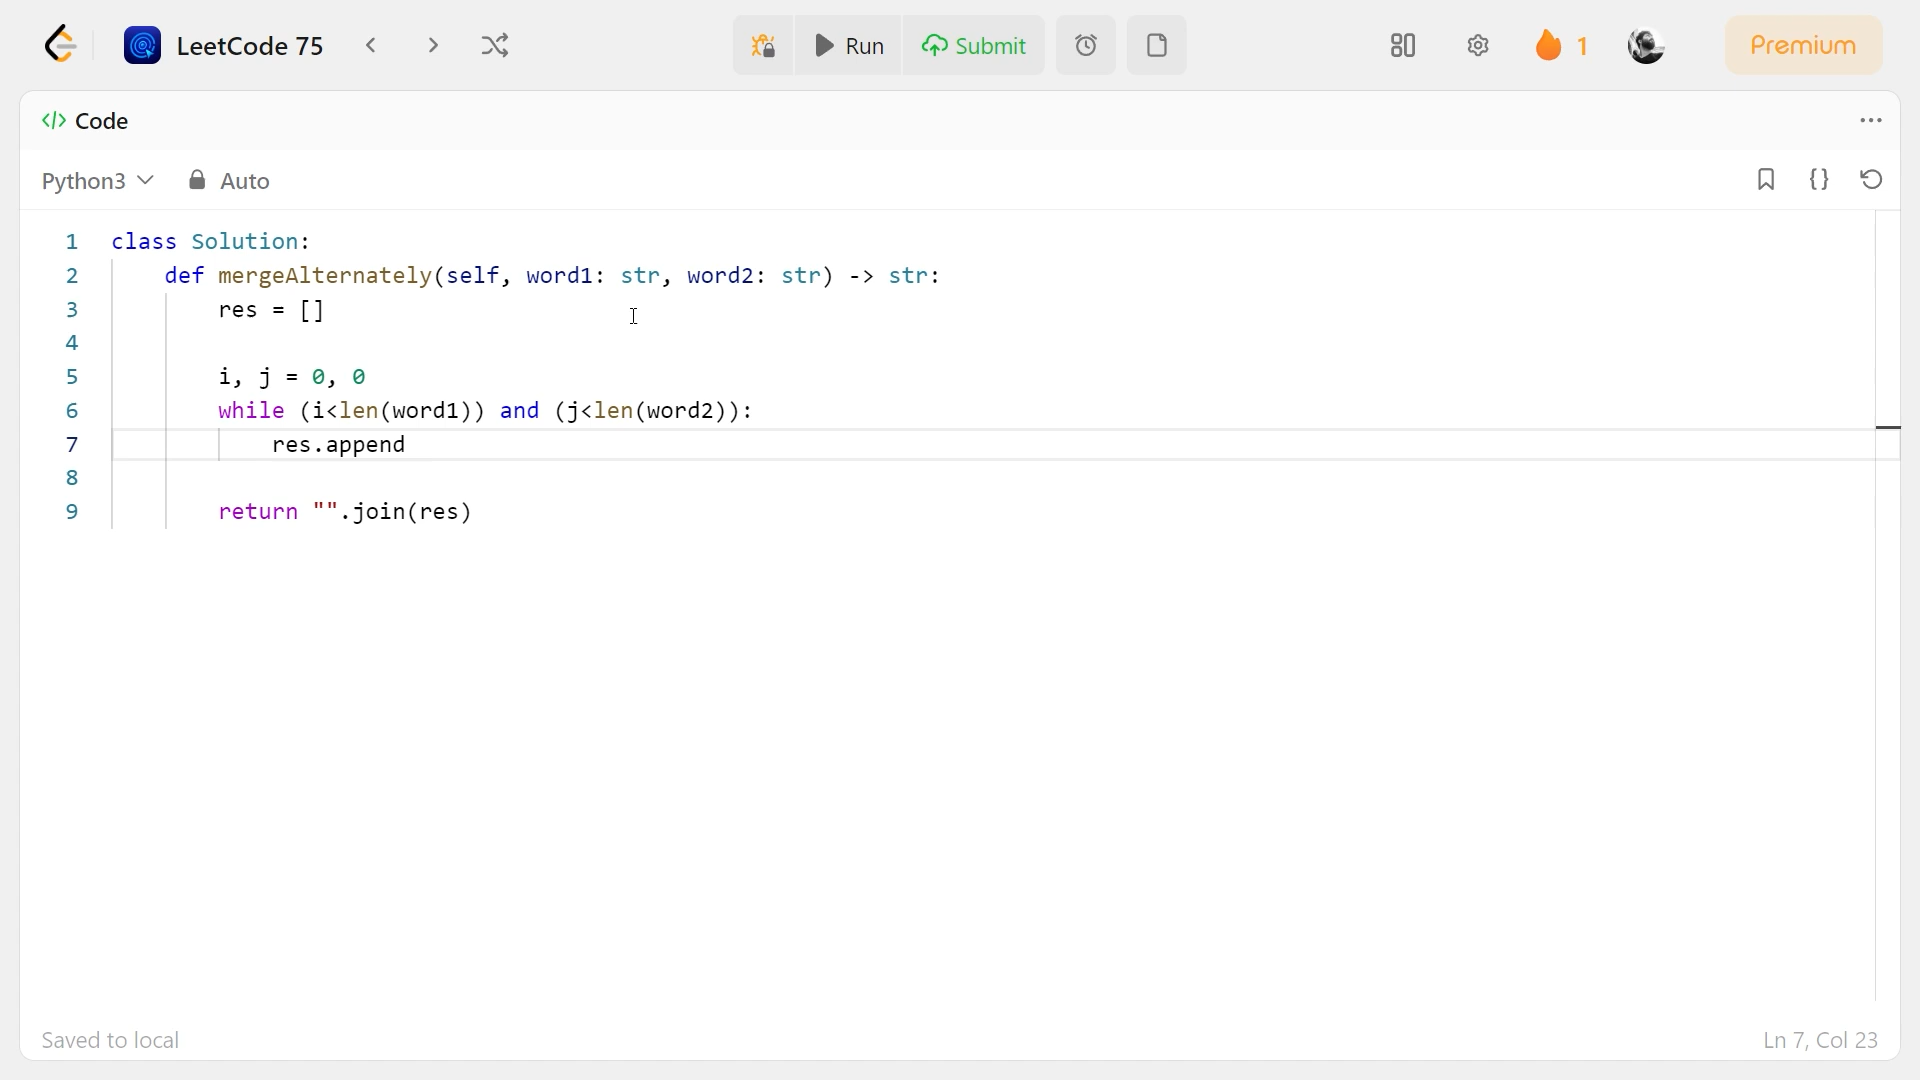 LeetCode 75 Run Submit 1 Premium
</> Code
Python3 Auto {}
1 class Solution:
2 def mergeAlternately(self, word1: str, word2: str) -> str:
3 res = []
4
5 i, j = 0, 0
6 while (i<len(word1)) and (j<len(word2)):
7 res.append
8
9 return "".join(res)
Saved to local Ln 7, Col 23